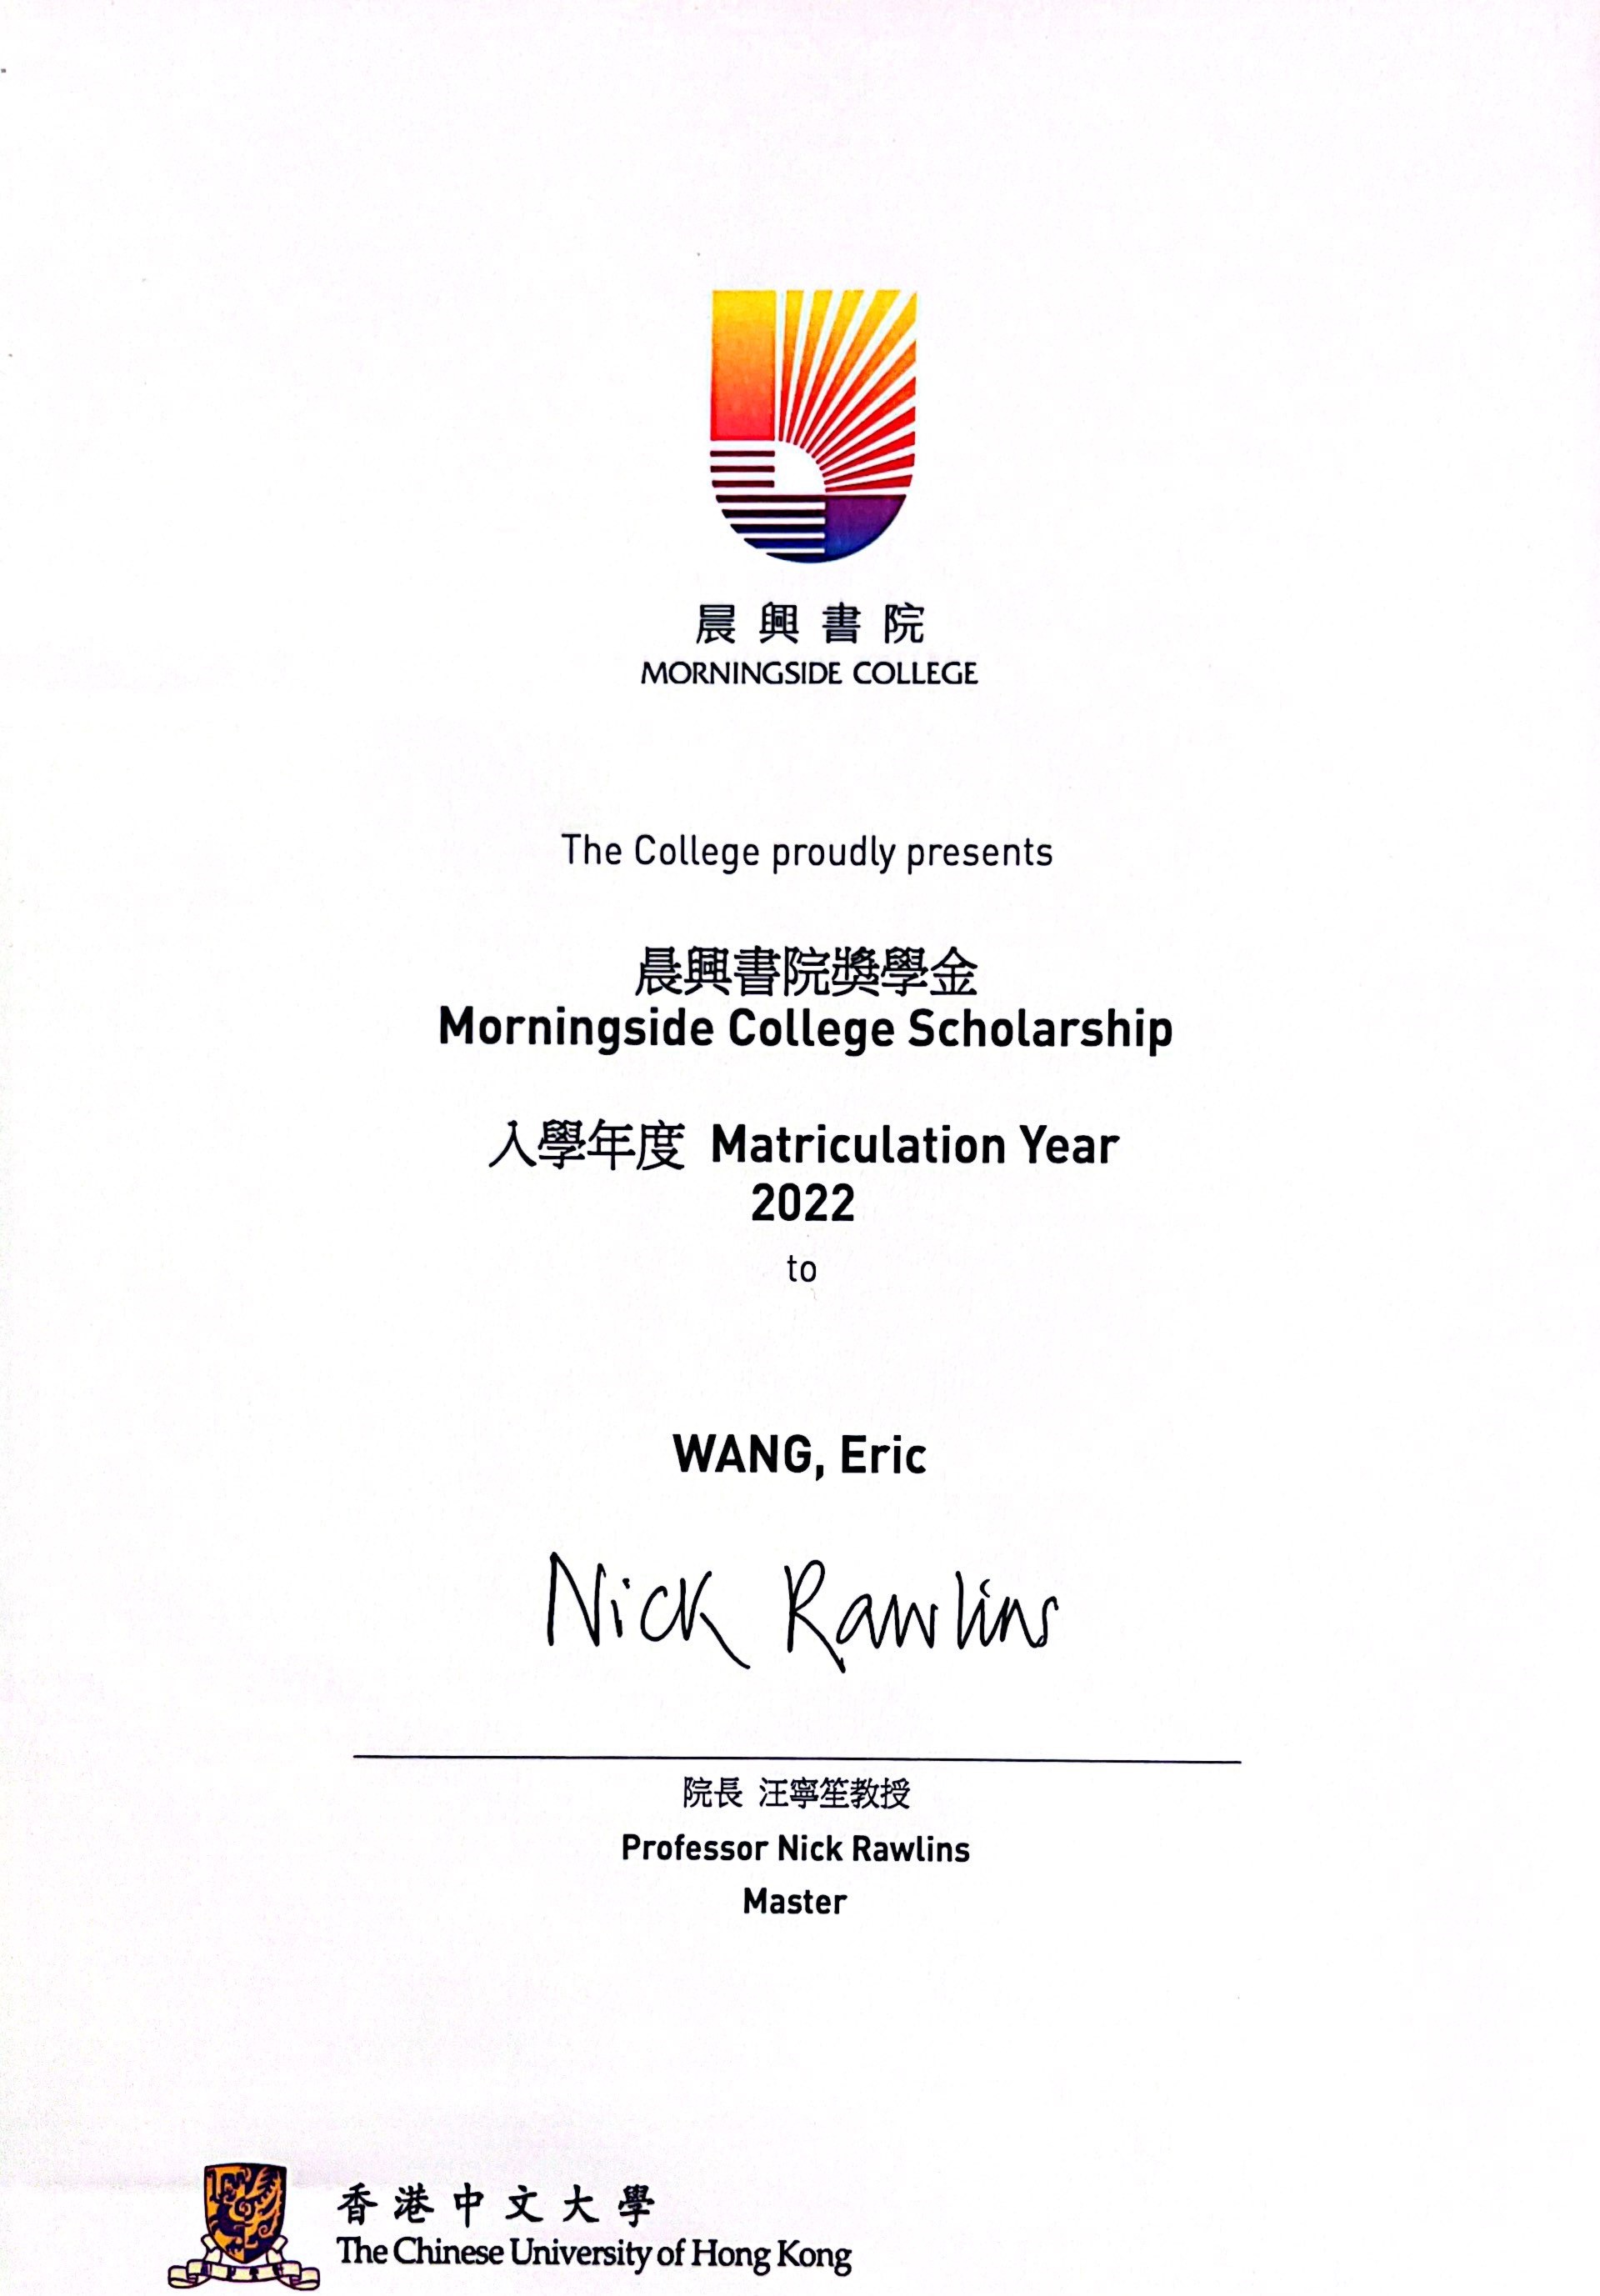 晨興書院
MORNINGSIDE COLLEGE
The College proudly presents
晨興書院獎學金
Morningside College Scholarship
入學年度 Matriculation Year
2022
to
WANG, Eric
Nick Rawlins
院長 汪寧笙教授
Professor Nick Rawlins
Master
香港中文大學
The Chinese University of Hong Kong